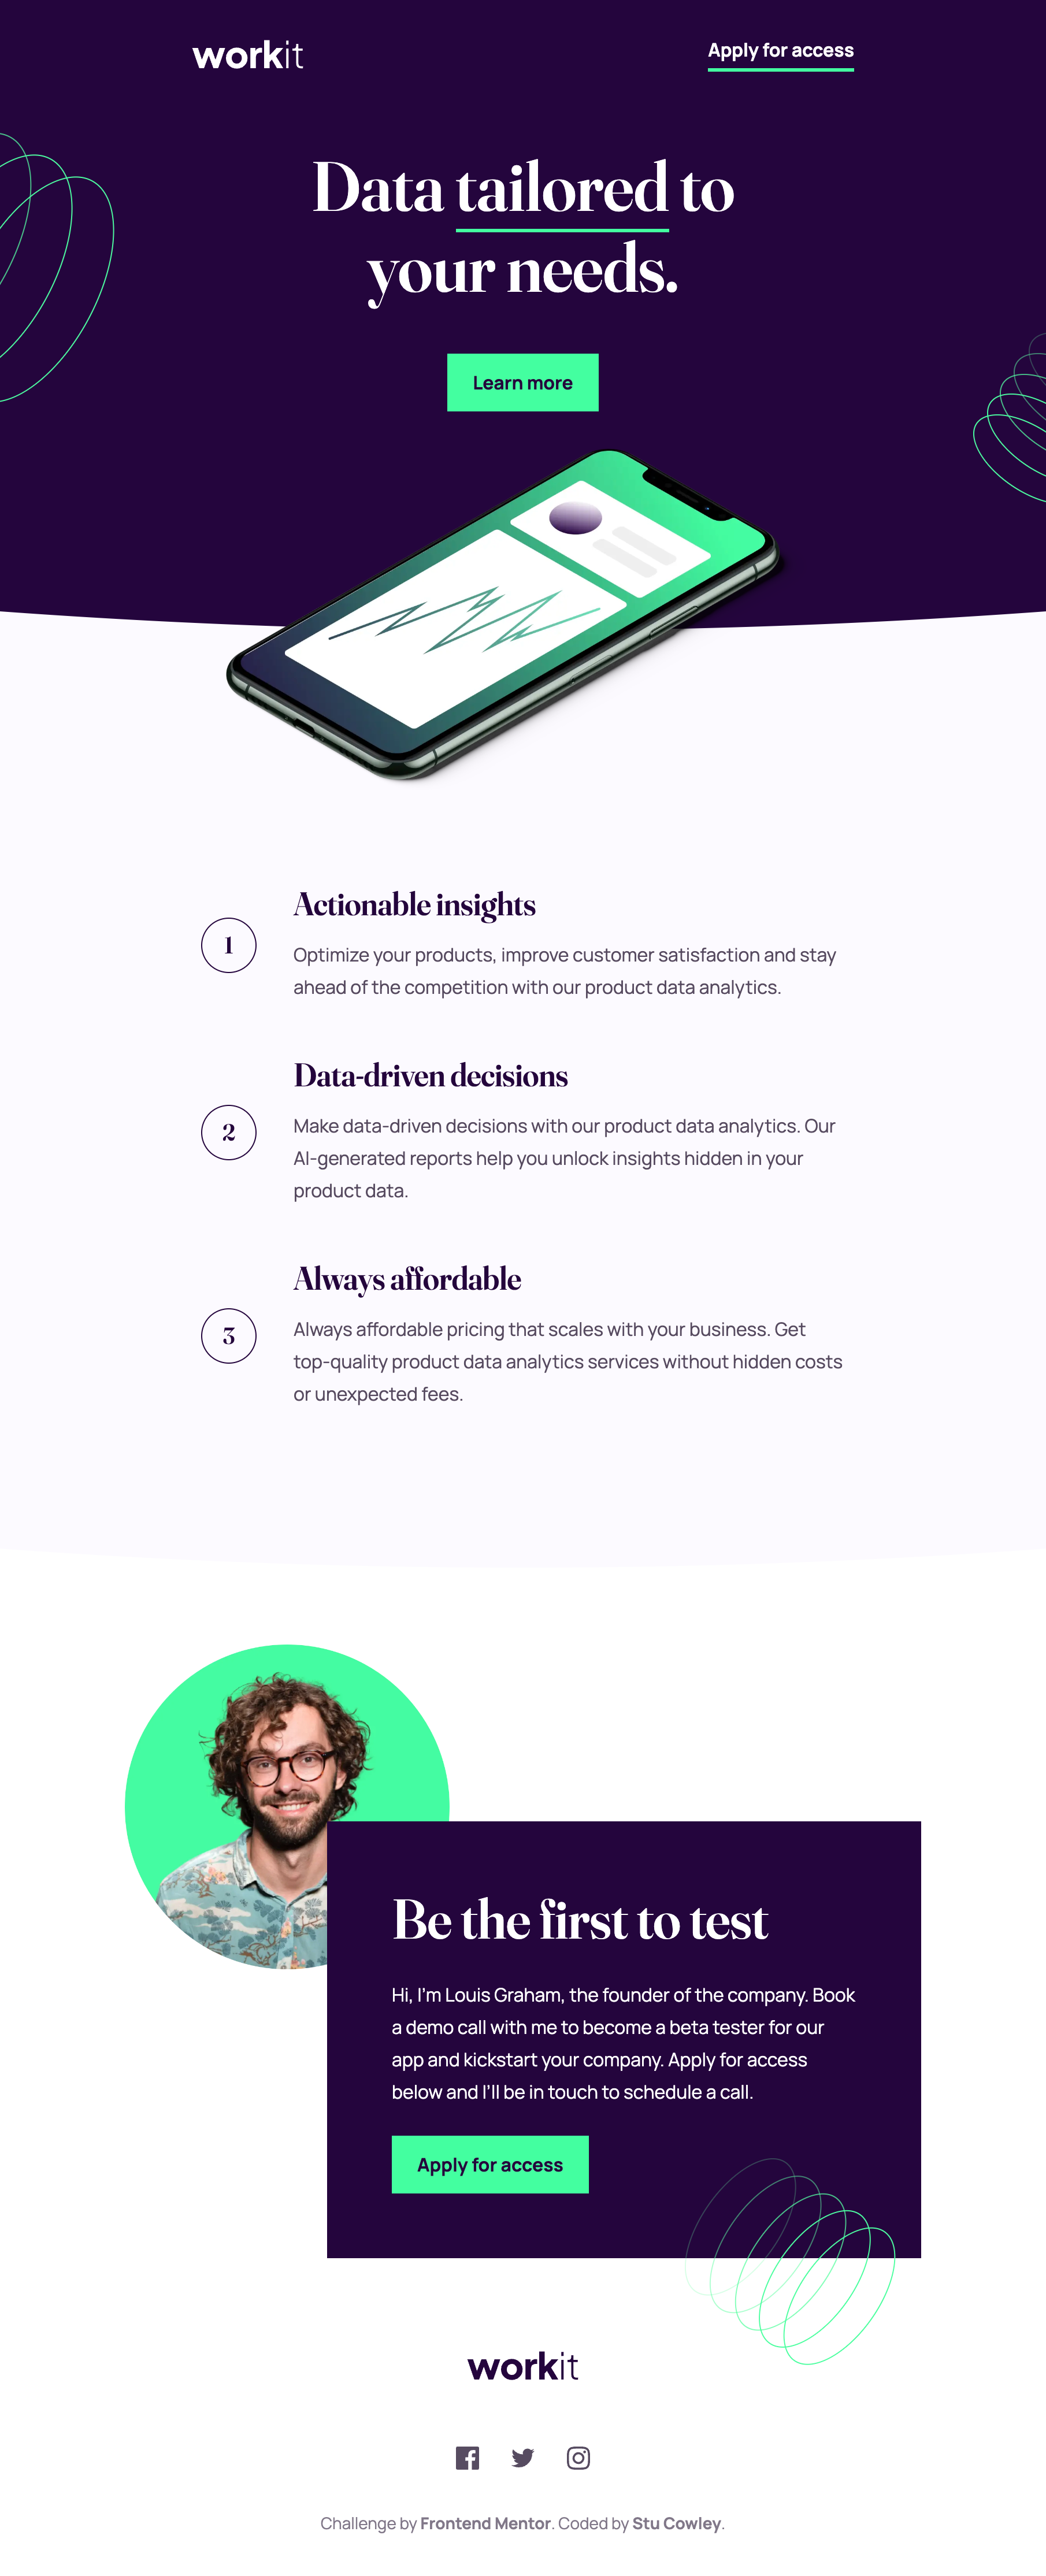 workit
Apply for access
Data tailored to
your needs.
Learn more
1
Actionable insights
Optimize your products, improve customer satisfaction and stay
ahead of the competition with our product data analytics.
2
Data-driven decisions
Make data-driven decisions with our product data analytics. Our
AI-generated reports help you unlock insights hidden in your
product data.
3
Always affordable
Always affordable pricing that scales with your business. Get
top-quality product data analytics services without hidden costs
or unexpected fees.
Be the first to test
Hi, I'm Louis Graham, the founder of the company. Book
a demo call with me to become a beta tester for our
app and kickstart your company. Apply for access
below and I'll be in touch to schedule a call.
Apply for access
workit
Challenge by Frontend Mentor. Coded by Stu Cowley.